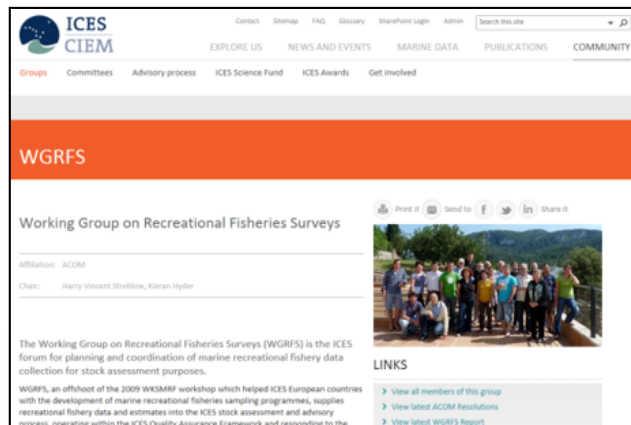 ICES
CIEM
Contact Sitemap FAQ Glossary SharePoint Login Admin Search this site
EXPLORE US NEWS AND EVENTS MARINE DATA PUBLICATIONS COMMUNITY
Groups Committees Advisory process ICES Science Fund ICES Awards Get involved
WGRFS
Print it Send to Share it
Working Group on Recreational Fisheries Surveys
Affiliation: ACOM
Chair: Harry Vincent Strehlow, Kieran Hyder
The Working Group on Recreational Fisheries Surveys (WGRFS) is the ICES
forum for planning and coordination of marine recreational fishery data
collection for stock assessment purposes.
WGRFS, an offshoot of the 2009 WKSMRF workshop which helped ICES European countries
with the development of marine recreational fisheries sampling programmes, supplies
recreational fishery data and estimates into the ICES stock assessment and advisory
process, operating within the ICES Quality Assurance Framework and responding to the
LINKS
View all members of this group
View latest ACOM Resolutions
View latest WGRFS Report